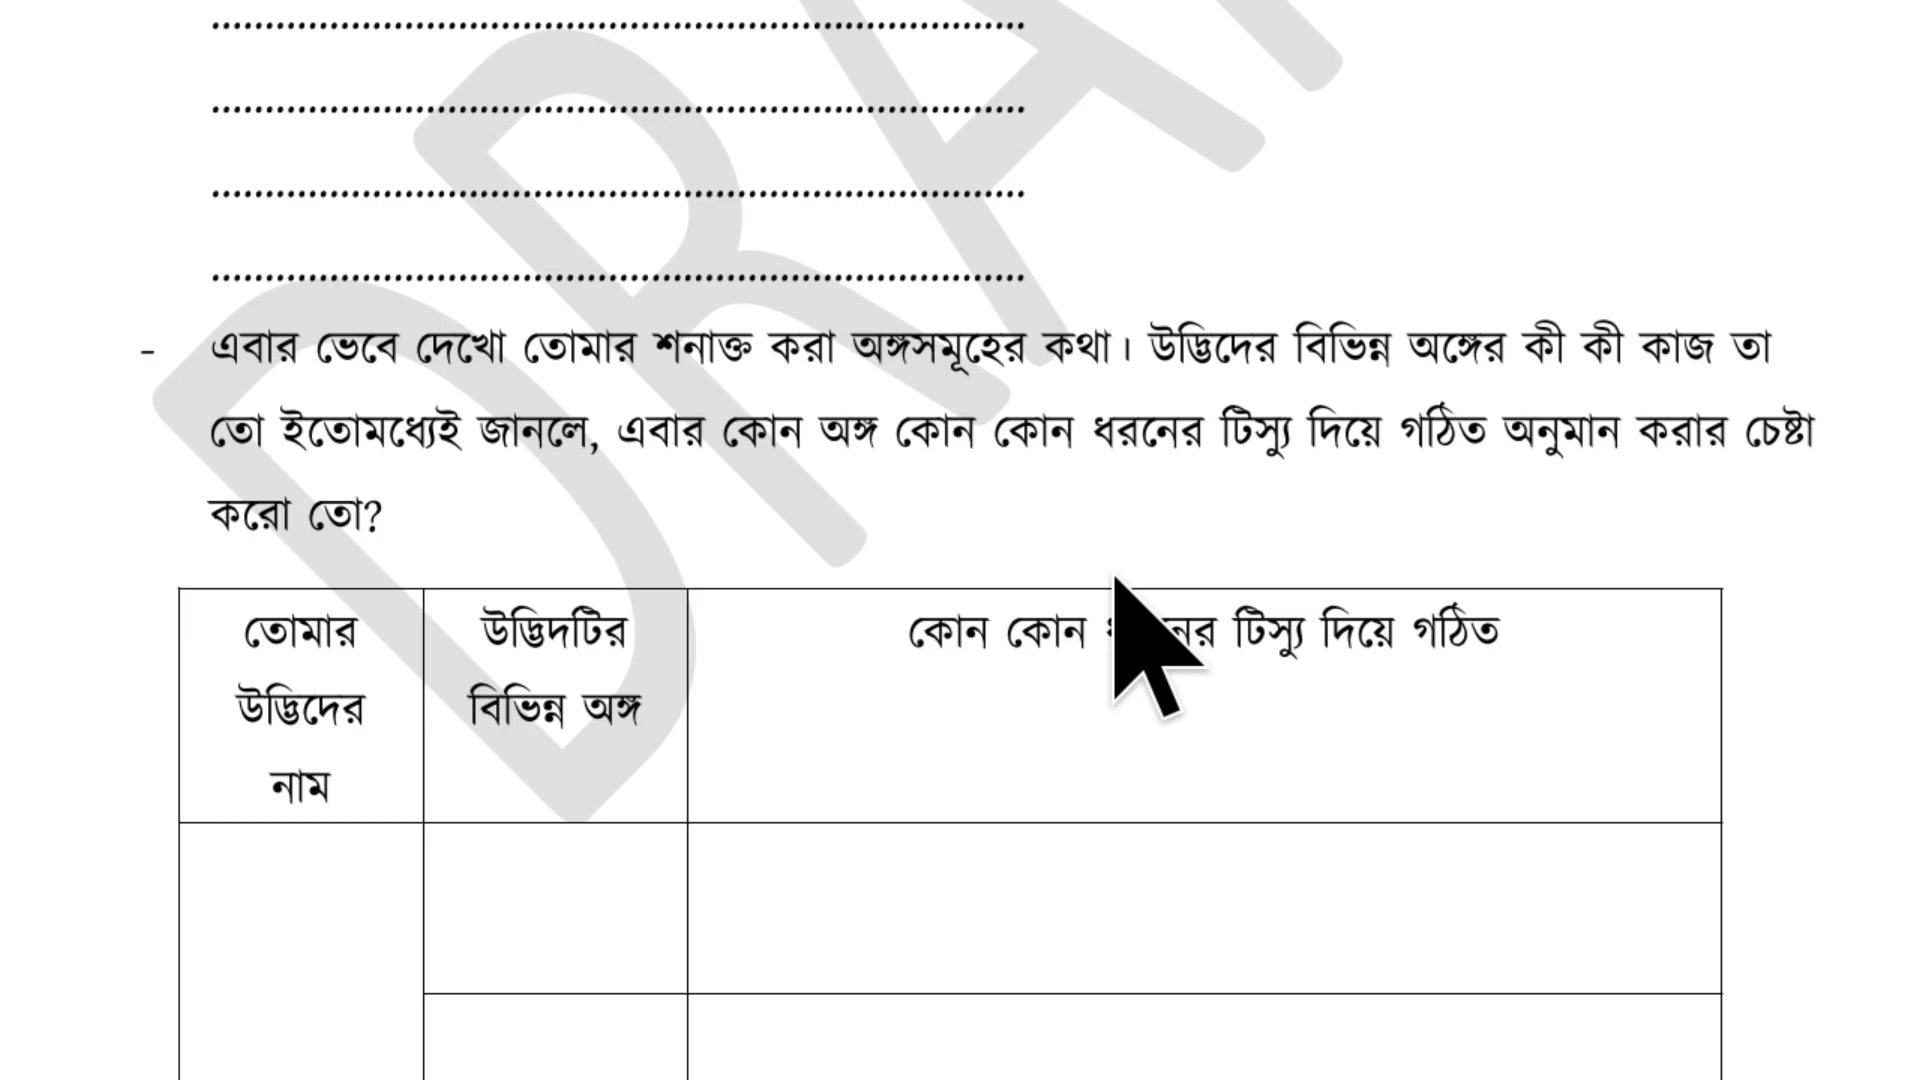 ........................................................................
........................................................................
........................................................................
........................................................................
- এবার ভেবে দেখো তোমার শনাক্ত করা অঙ্গসমূহের কথা। উদ্ভিদের বিভিন্ন অঙ্গের কী কী কাজ তা
তো ইতোমধ্যেই জানলে, এবার কোন অঙ্গ কোন কোন ধরনের টিস্যু দিয়ে গঠিত অনুমান করার চেষ্টা
করো তো?
তোমার
উদ্ভিদের
নাম
উদ্ভিদটির
বিভিন্ন অঙ্গ
কোন কোন টিস্যু দিয়ে গঠিত